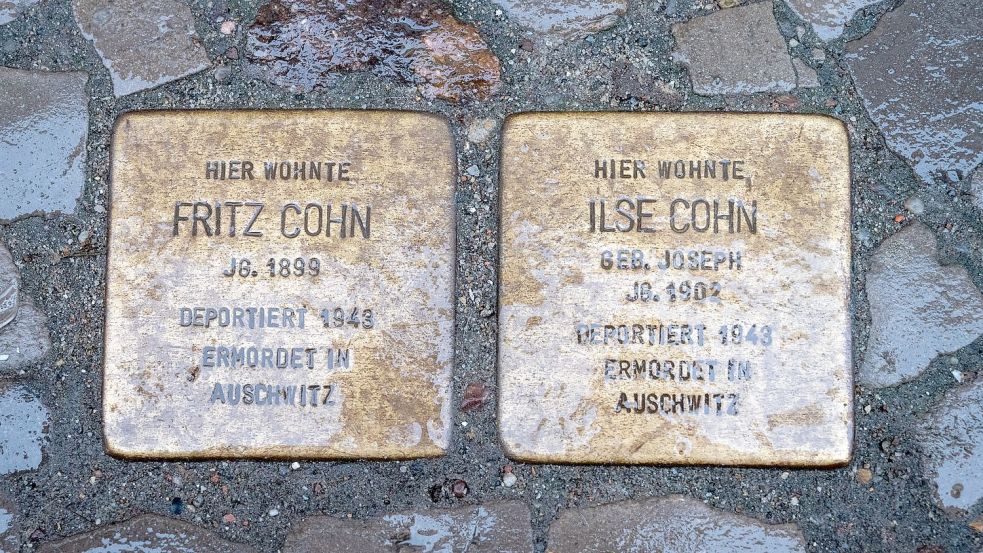 HIER WOHNTE
FRITZ COHN
JG. 1899
DEPORTIERT 1943
ERMORDET IN
AUSCHWITZ
HIER WOHNTE
ILSE COHN
GEB. JOSEPH
JG. 1902
DEPORTIERT 1943
ERMORDET IN
AUSCHWITZ